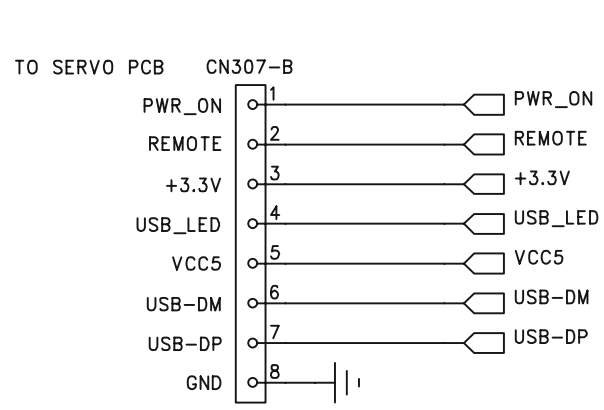 TO SERVO PCB CN307-B
PWR_ON 1 PWR_ON
REMOTE 2 REMOTE
+3.3V 3 +3.3V
USB_LED 4 USB_LED
VCC5 5 VCC5
USB-DM 6 USB-DM
USB-DP 7 USB-DP
GND 8